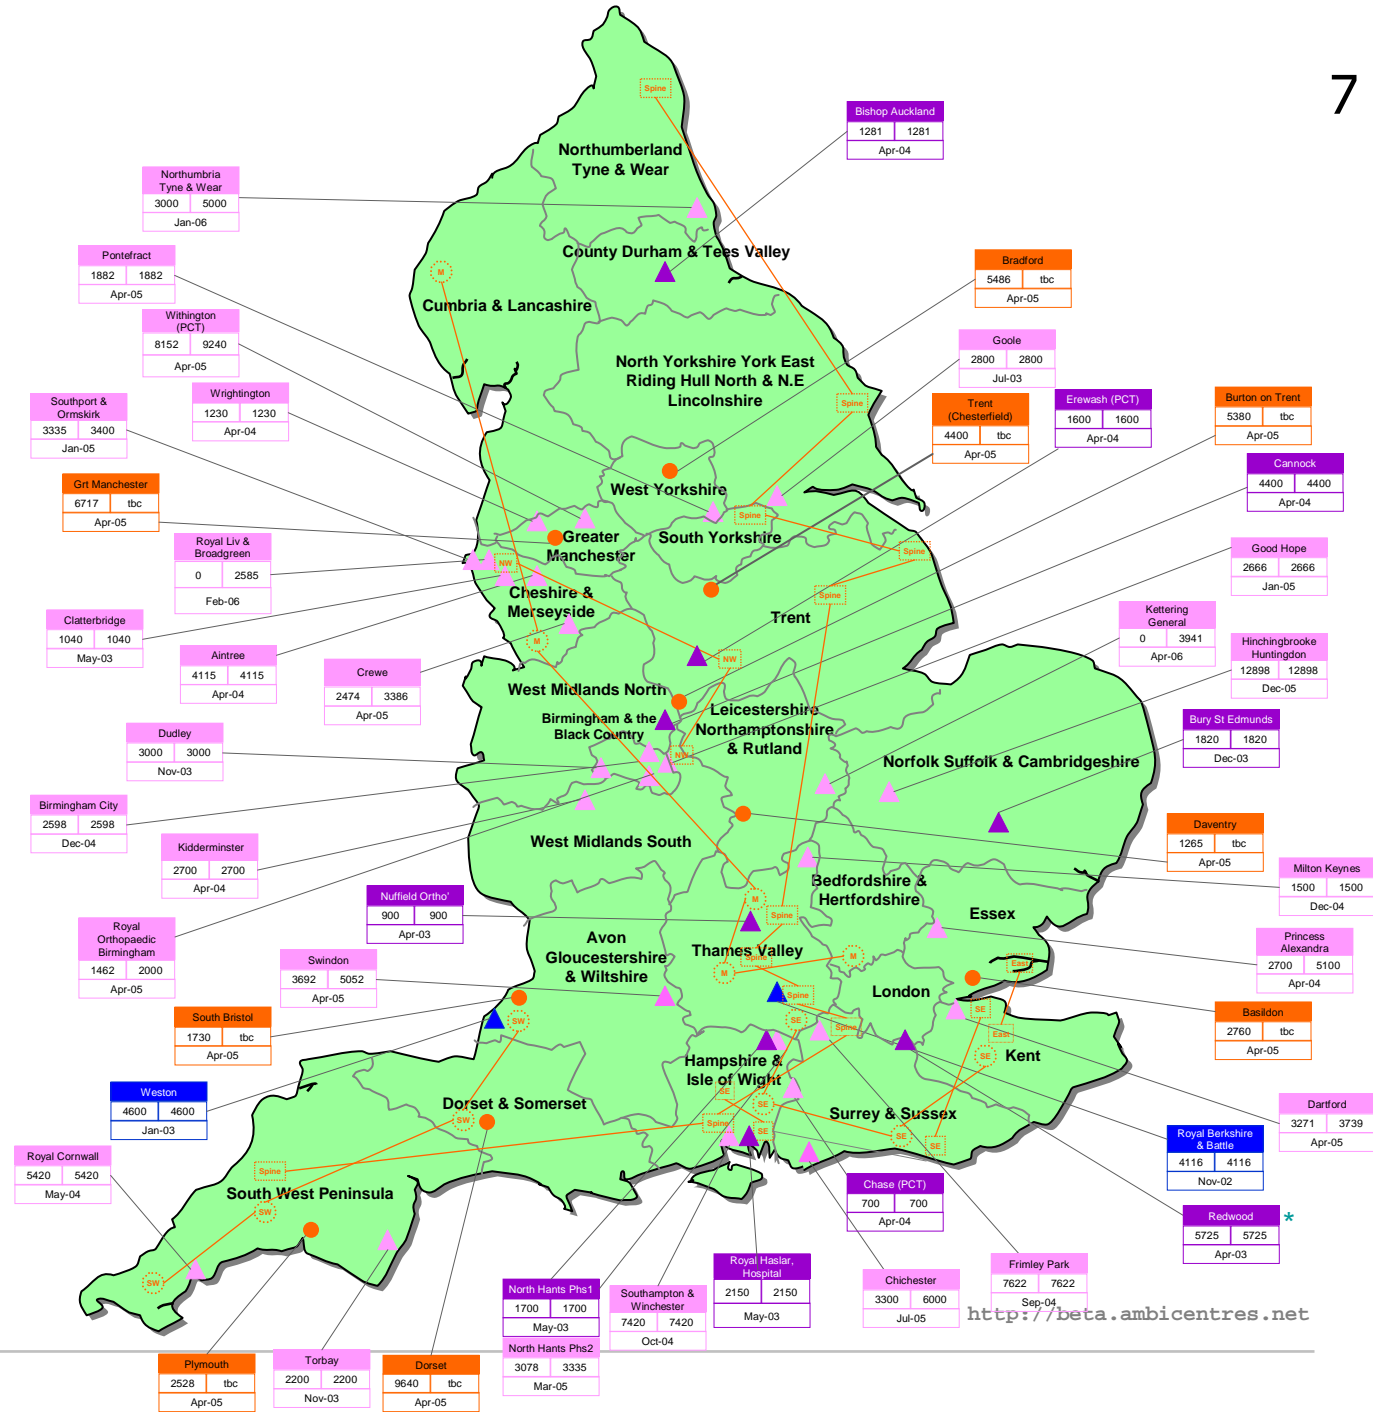 7
Bishop Auckland
1281 1281
Apr-04
Northumberland
Tyne & Wear
Northumbria
Tyne & Wear
3000 5000
Jan-06
Spine
County Durham & Tees Valley
Pontefract
1882 1882
Apr-05
M
Cumbria & Lancashire
Bradford
5486 tbc
Apr-05
Withington
(PCT)
8152 9240
Apr-05
North Yorkshire York East
Riding Hull North & N.E
Lincolnshire
Goole
2800 2800
Jul-03
Wrightington
1230 1230
Apr-04
Spine
Trent
(Chesterfield)
4400 tbc
Apr-05
Erewash (PCT)
1600 1600
Apr-04
Burton on Trent
5380 tbc
Apr-05
Southport &
Ormskirk
3335 3400
Jan-05
West Yorkshire
Cannock
4400 4400
Apr-04
Grt Manchester
6717 tbc
Apr-05
Spine
South Yorkshire
Greater
Manchester
Spine
Royal Liv &
Broadgreen
0 2585
Feb-06
NW
Good Hope
2666 2666
Jan-05
Cheshire &
Merseyside
Spine
Trent
Clatterbridge
1040 1040
May-03
Kettering
General
0 3941
Apr-06
M
NW
Aintree
4115 4115
Apr-04
Crewe
2474 3386
Apr-05
Hinchingbrooke
Huntingdon
12898 12898
Dec-05
West Midlands North
Birmingham & the
Black Country
NW
Leicestershire
Northamptonshire
& Rutland
Bury St Edmunds
1820 1820
Dec-03
Dudley
3000 3000
Nov-03
Norfolk Suffolk & Cambridgeshire
Birmingham City
2598 2598
Dec-04
Kidderminster
2700 2700
Apr-04
West Midlands South
Daventry
1265 tbc
Apr-05
Bedfordshire &
Hertfordshire
Milton Keynes
1500 1500
Dec-04
Nuffield Ortho'
900 900
Apr-03
M
Spine
Essex
Royal
Orthopaedic
Birmingham
1462 2000
Apr-05
Avon
Gloucestershire
& Wiltshire
Thames Valley
Spine
M
M
Princess
Alexandra
2700 5100
Apr-04
Swindon
3692 5052
Apr-05
London
East
Spine
South Bristol
1730 tbc
Apr-05
SW
SE
Spine
SE
East
Basildon
2760 tbc
Apr-05
Hampshire &
Isle of Wight
SE
Kent
Weston
4600 4600
Jan-03
Dorset & Somerset
SE
SE
Surrey & Sussex
Dartford
3271 3739
Apr-05
SW
Spine
SE
SE
SE
Royal Berkshire
& Battle
4116 4116
Nov-02
Royal Cornwall
5420 5420
May-04
Spine
South West Peninsula
SW
Chase (PCT)
700 700
Apr-04
Redwood *
5725 5725
Apr-03
SW
Royal Haslar,
Hospital
2150 2150
May-03
Frimley Park
7622 7622
Sep-04
Chichester
3300 6000
Jul-05
North Hants Phs1
1700 1700
May-03
Southampton &
Winchester
7420 7420
Oct-04
http://beta.ambicentres.net
North Hants Phs2
3078 3335
Mar-05
Plymouth
2528 tbc
Apr-05
Torbay
2200 2200
Nov-03
Dorset
9640 tbc
Apr-05